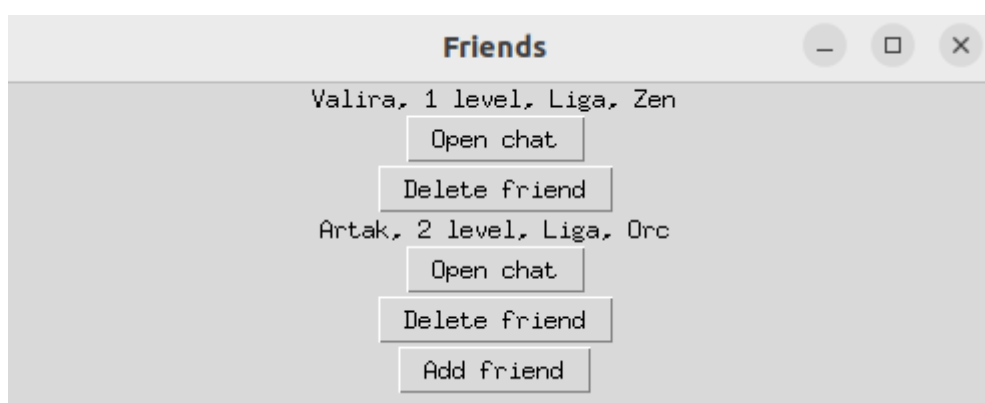 Friends
Valira, 1 level, Liga, Zen
Open chat
Delete friend
Artak, 2 level, Liga, Orc
Open chat
Delete friend
Add friend